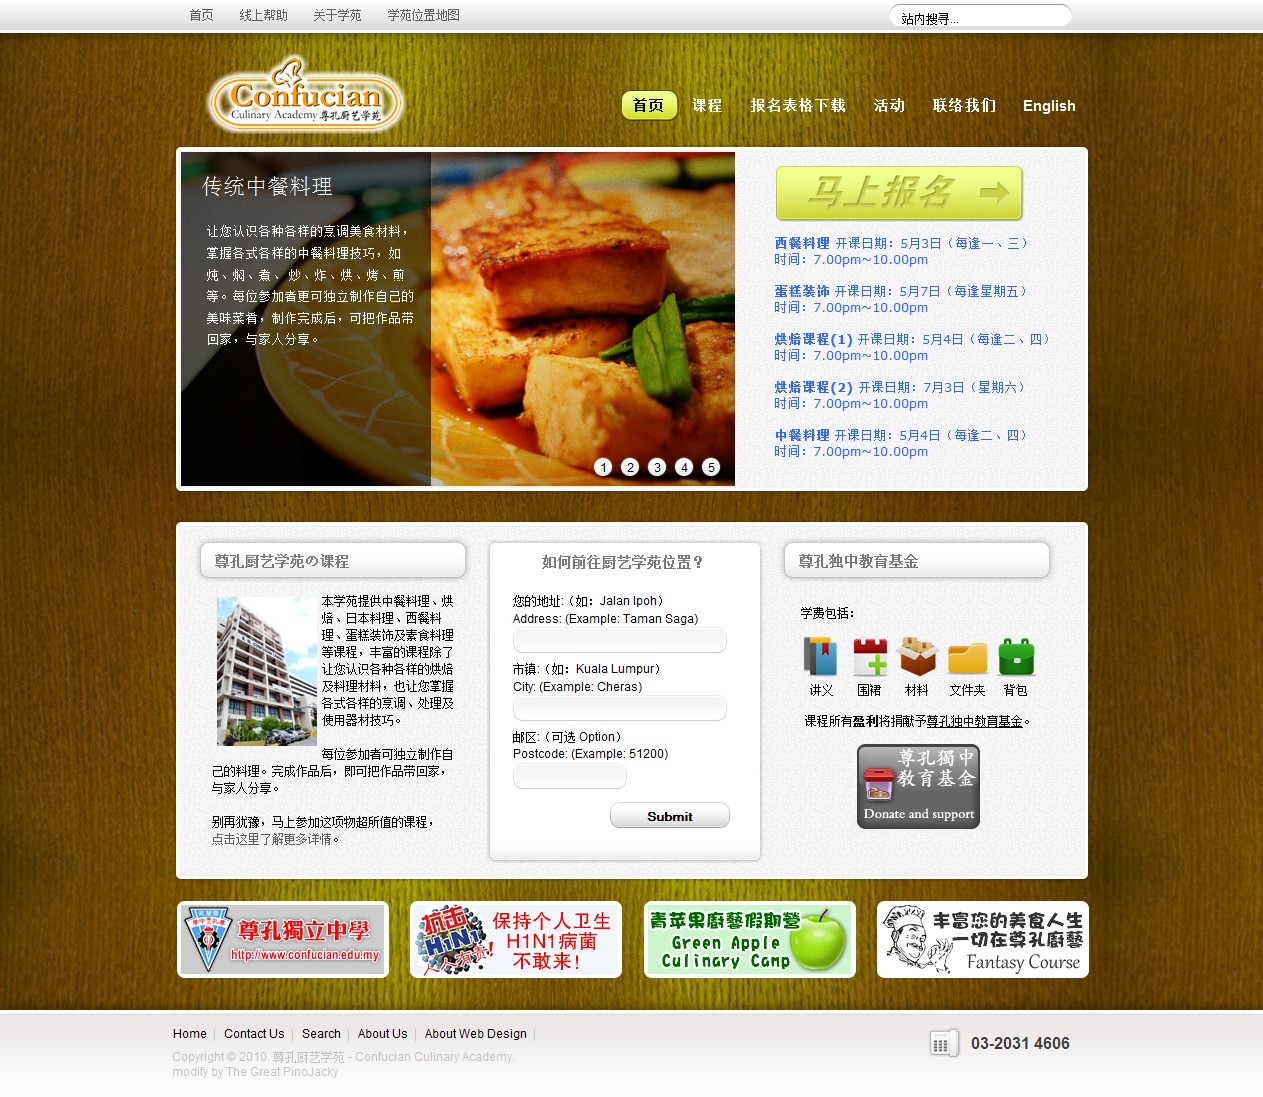 首页 线上帮助 关于学苑 学苑位置地图
站内搜寻...
Confucian
Culinary Academy 尊孔厨艺学苑
首页 课程 报名表格下载 活动 联络我们 English
传统中餐料理
让您认识各种各样的烹调美食材料，
掌握各式各样的中餐料理技巧，如
炖、焖、煮、 炒、炸、烘、烤、煎
等。每位参加者更可独立制作自己的
美味菜肴，制作完成后，可把作品带
回家，与家人分享。
1 2 3 4 5
马上报名
西餐料理 开课日期：5月3日（每逢一、三）
时间：7.00pm~10.00pm
蛋糕装饰 开课日期：5月7日（每逢星期五）
时间：7.00pm~10.00pm
烘焙课程(1) 开课日期：5月4日（每逢二、四）
时间：7.00pm~10.00pm
烘焙课程(2) 开课日期：7月3日（星期六）
时间：7.00pm~10.00pm
中餐料理 开课日期：5月4日（每逢二、四）
时间：7.00pm~10.00pm
尊孔厨艺学苑の课程
本学苑提供中餐料理、烘
焙、日本料理、西餐料
理、蛋糕装饰及素食料理
等课程，丰富的课程除了
让您认识各种各样的烘焙
及料理材料，也让您掌握
各式各样的烹调、处理及
使用器材技巧。
每位参加者可独立制作自
己的料理。完成作品后，即可把作品带回家，
与家人分享。
别再犹豫，马上参加这项物超所值的课程，
点击这里了解更多详情。
如何前往厨艺学苑位置？
您的地址:（如：Jalan Ipoh）
Address: (Example: Taman Saga)
市镇:（如：Kuala Lumpur）
City: (Example: Cheras)
邮区:（可选 Option）
Postcode: (Example: 51200)
Submit
尊孔独中教育基金
学费包括：
讲义 围裙 材料 文件夹 背包
课程所有盈利将捐献予尊孔独中教育基金。
尊孔獨中
教育基金
Donate and support
尊孔獨立中學
http://www.confucian.edu.my
抗击
H1N1
人人有责!
保持个人卫生
H1N1病菌
不敢来！
青苹果廚藝假期營
Green Apple
Culinary Camp
丰富您的美食人生
一切在尊孔廚藝
Fantasy Course
Home Contact Us Search About Us About Web Design
Copyright © 2010. 尊孔厨艺学苑 - Confucian Culinary Academy.
modify by The Great PinoJacky
03-2031 4606